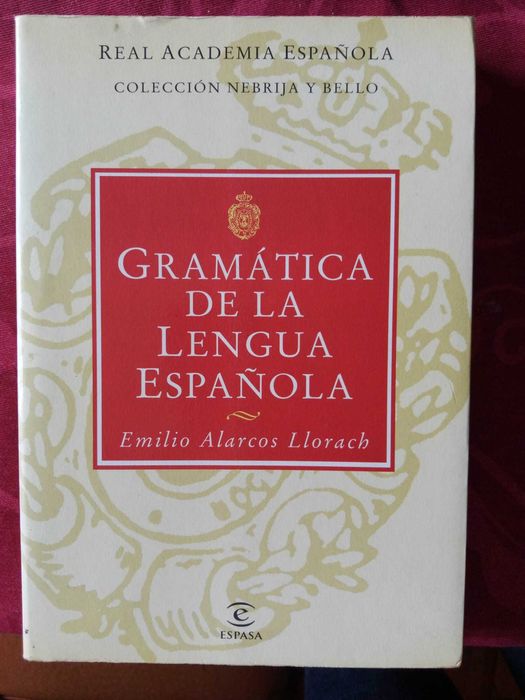 REAL ACADEMIA ESPAÑOLA
COLECCIÓN NEBRIJA Y BELLO
GRAMÁTICA
DE LA
LENGUA
ESPAÑOLA
Emilio Alarcos Llorach
e
ESPASA